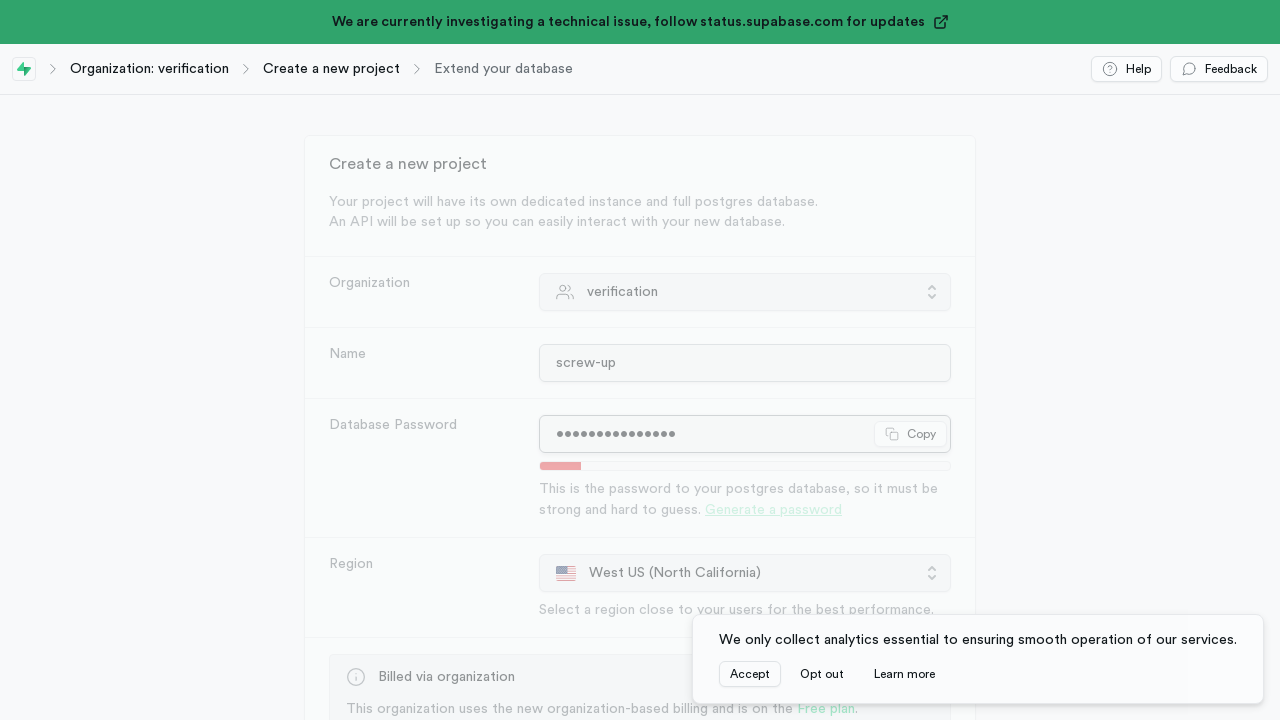 We are currently investigating a technical issue, follow status.supabase.com for updates
Organization: verification
Create a new project
Extend your database
Help
Feedback
Create a new project
Your project will have its own dedicated instance and full postgres database.
An API will be set up so you can easily interact with your new database.
Organization
verification
Name
screw-up
Database Password
•••••••••••••••
Copy
This is the password to your postgres database, so it must be
strong and hard to guess. Generate a password
Region
West US (North California)
Select a region close to your users for the best performance.
Billed via organization
This organization uses the new organization-based billing and is on the Free plan.
We only collect analytics essential to ensuring smooth operation of our services.
Accept
Opt out
Learn more